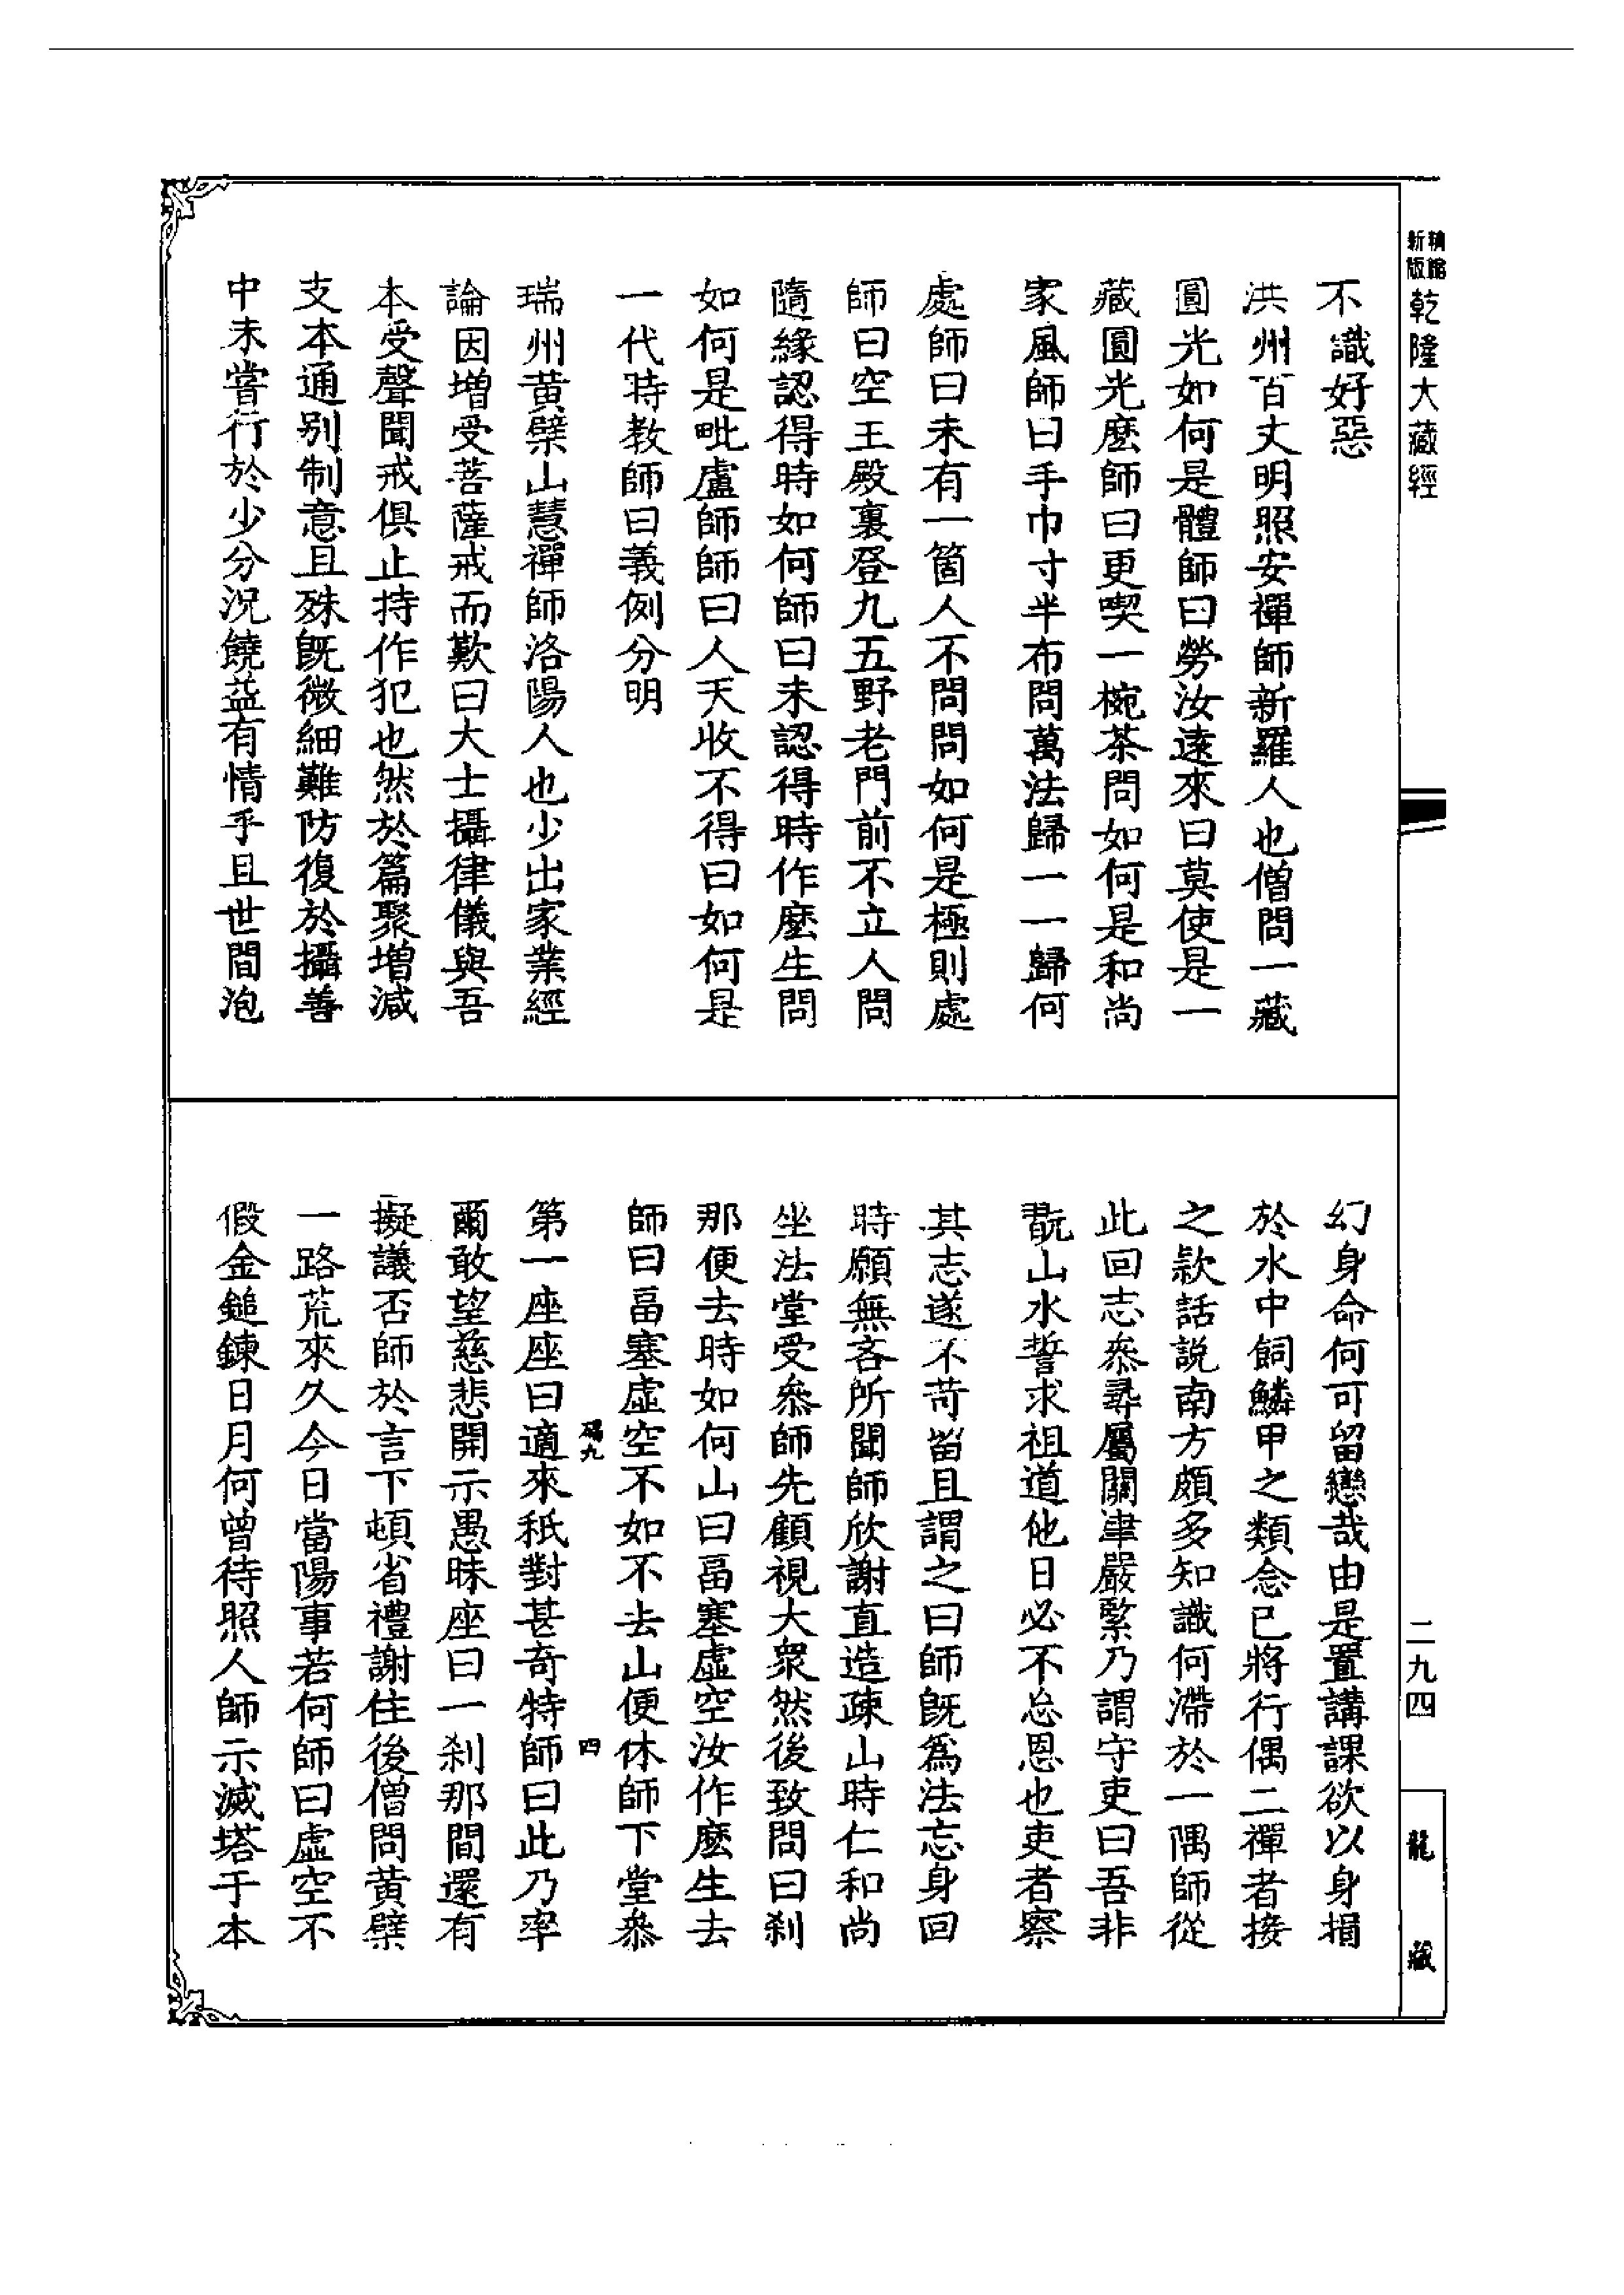 新版 精縮 乾隆大藏經
不識好惡
洪州百丈明照安禪師新羅人也僧問一藏
圓光如何是體師曰勞汝遠來曰莫使是一
藏圓光麽師曰更喫一椀茶問如何是和尚
家風師曰手巾寸半布問萬法歸一一歸何
處師曰未有一箇人不問問如何是極則處
師曰空王殿裏登九五野老門前不立人問
隨緣認得時如何師曰未認得時作麽生問
如何是毗盧師師曰人天收不得曰如何是
一代時教師曰義例分明
瑞州黄檗山慧禪師洛陽人也少出家業經
論因增受菩薩戒而歎曰大士攝律儀與吾
本受聲聞戒俱止持作犯也然於篇聚增減
支本通别制意且殊旣微細難防復於攝善
中未嘗行於少分況饒益有情乎且世間泡
幻身命何可留戀哉由是置講課欲以身捐
於水中飼鱗甲之類念已將行偶二禪者接
之款話說南方頗多知識何滯於一隅師從
此回志叅尋屬關津嚴緊乃謂守吏曰吾非
翫山水誓求祖道他日必不忘恩也吏者察
其志遂不苛畱且謂之曰師旣爲法忘身回
時願無吝所聞師欣謝直造疎山時仁和尚
坐法堂受叅師先顧視大衆然後致問曰刹
那便去時如何山曰畐塞虛空汝作麽生去
師曰畐塞虛空不如不去山便休師下堂叅
碣九 四
第一座座曰適來秖對甚奇特師曰此乃率
爾敢望慈悲開示愚昧座曰一刹那間還有
擬議否師於言下頓省禮謝住後僧問黄檗
一路荒來久今日當陽事若何師曰虛空不
假金鎚鍊日月何曾待照人師示滅塔于本
二九四
龍藏